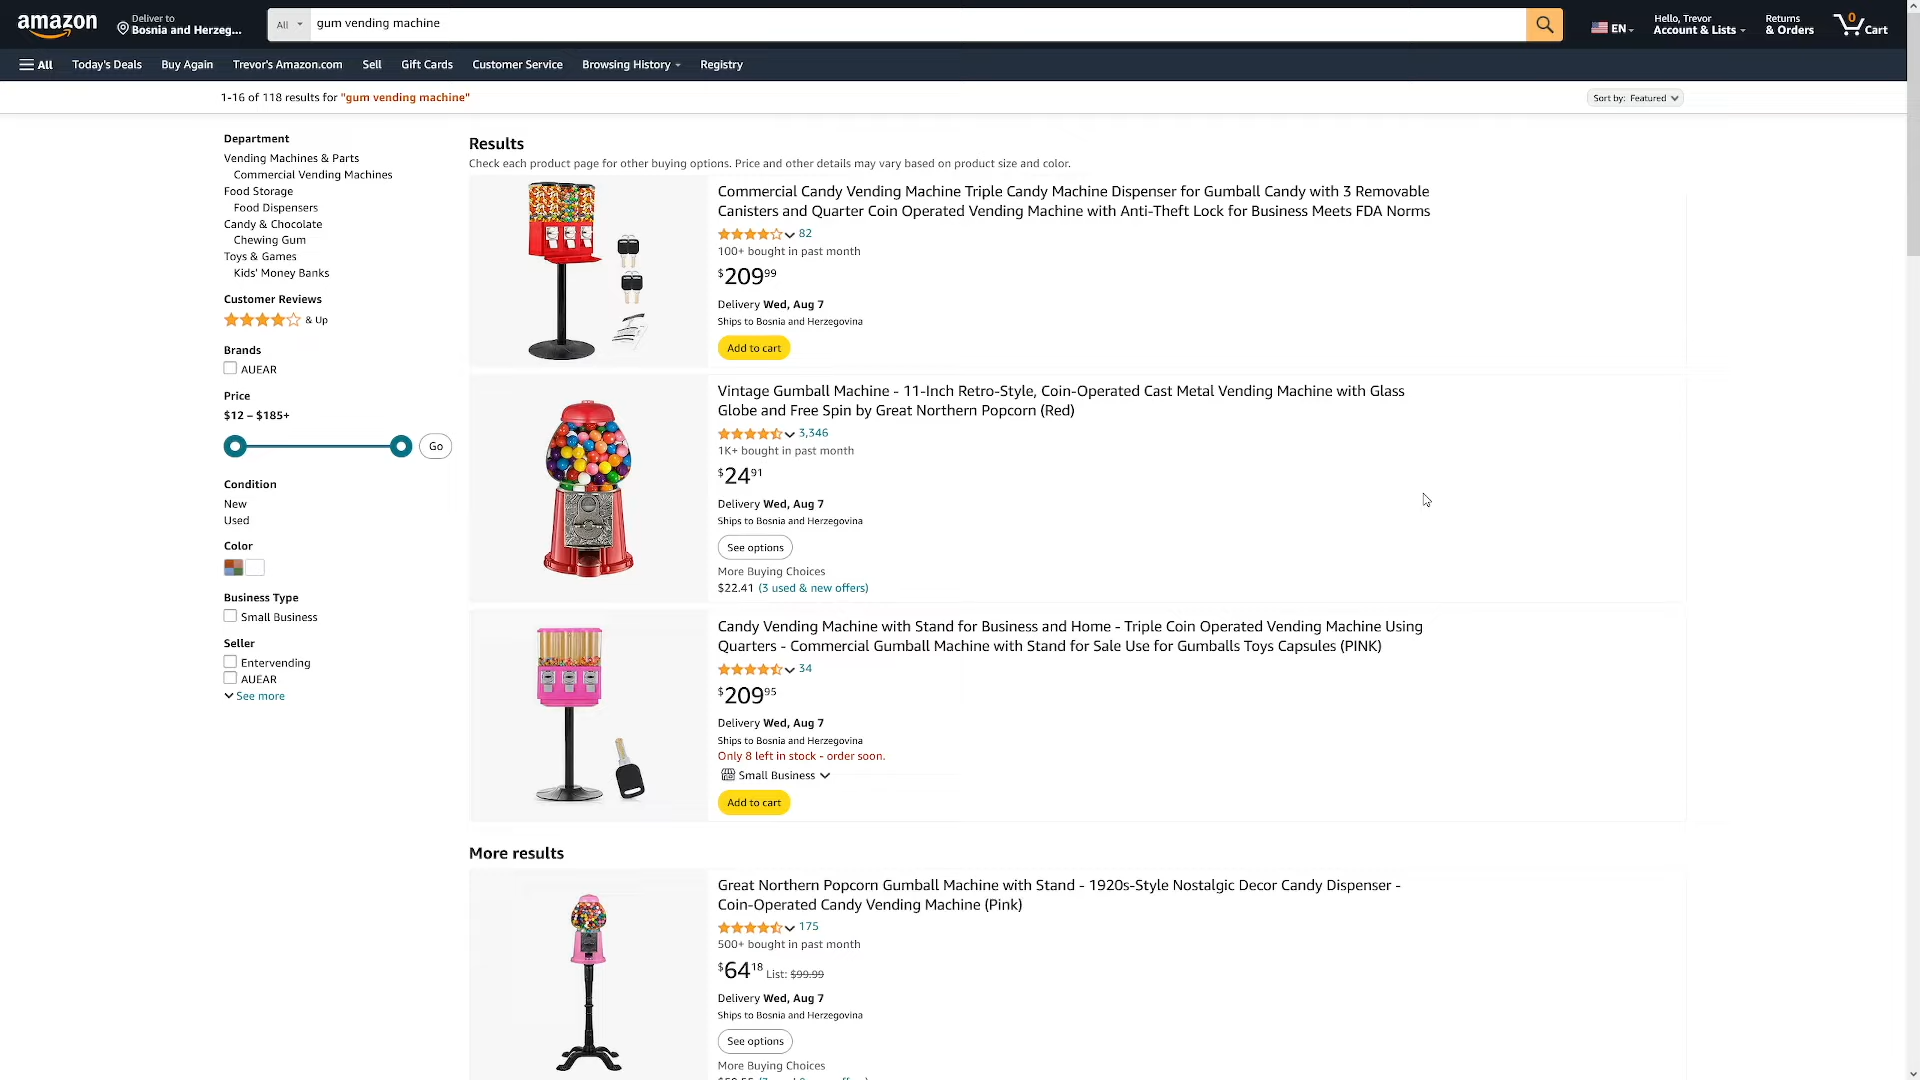 amazon
Deliver to
Bosnia and Herzeg...
All
gum vending machine
EN
Hello, Trevor
Account & Lists
Returns
& Orders
0
Cart
All
Today's Deals
Buy Again
Trevor's Amazon.com
Sell
Gift Cards
Customer Service
Browsing History
Registry
1-16 of 118 results for "gum vending machine"
Sort by: Featured
Department
Vending Machines & Parts
Commercial Vending Machines
Food Storage
Food Dispensers
Candy & Chocolate
Chewing Gum
Toys & Games
Kids' Money Banks
Customer Reviews
& Up
Brands
AUEAR
Price
$12 – $185+
Go
Condition
New
Used
Color
Business Type
Small Business
Seller
Entervending
AUEAR
See more
Results
Check each product page for other buying options. Price and other details may vary based on product size and color.
Commercial Candy Vending Machine Triple Candy Machine Dispenser for Gumball Candy with 3 Removable
Canisters and Quarter Coin Operated Vending Machine with Anti-Theft Lock for Business Meets FDA Norms
82
100+ bought in past month
$209.99
Delivery Wed, Aug 7
Ships to Bosnia and Herzegovina
Add to cart
Vintage Gumball Machine - 11-Inch Retro-Style, Coin-Operated Cast Metal Vending Machine with Glass
Globe and Free Spin by Great Northern Popcorn (Red)
3,346
1K+ bought in past month
$24.91
Delivery Wed, Aug 7
Ships to Bosnia and Herzegovina
See options
More Buying Choices
$22.41 (3 used & new offers)
Candy Vending Machine with Stand for Business and Home - Triple Coin Operated Vending Machine Using
Quarters - Commercial Gumball Machine with Stand for Sale Use for Gumballs Toys Capsules (PINK)
34
$209.95
Delivery Wed, Aug 7
Ships to Bosnia and Herzegovina
Only 8 left in stock - order soon.
Small Business
Add to cart
More results
Great Northern Popcorn Gumball Machine with Stand - 1920s-Style Nostalgic Decor Candy Dispenser -
Coin-Operated Candy Vending Machine (Pink)
175
500+ bought in past month
$64.18 List: $99.99
Delivery Wed, Aug 7
Ships to Bosnia and Herzegovina
See options
More Buying Choices